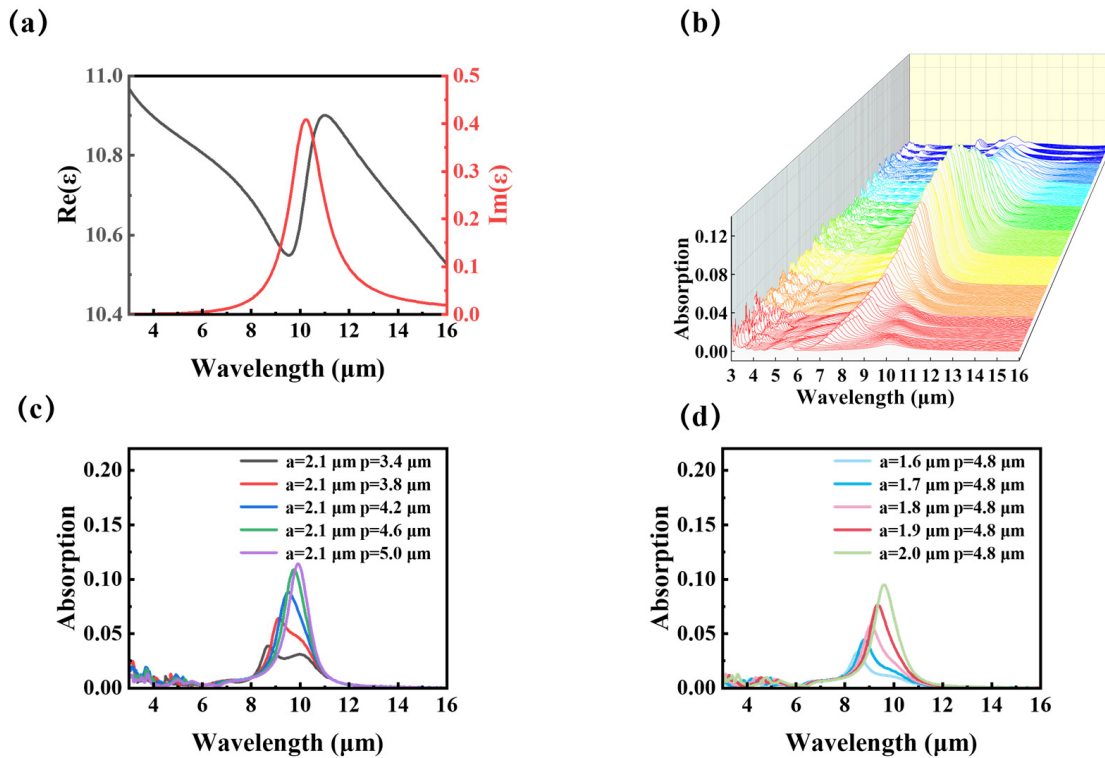 (a)
11.0
10.8
10.6
10.4
Re(ε)
0.5
0.4
0.3
0.2
0.1
0.0
Im(ε)
4 6 8 10 12 14 16
Wavelength (μm)
(b)
0.12
0.08
0.04
0.00
Absorption
3 4 5 6 7 8 9 10 11 12 13 14 15 16
Wavelength (μm)
(c)
0.20
0.15
0.10
0.05
0.00
Absorption
a=2.1 μm p=3.4 μm
a=2.1 μm p=3.8 μm
a=2.1 μm p=4.2 μm
a=2.1 μm p=4.6 μm
a=2.1 μm p=5.0 μm
4 6 8 10 12 14 16
Wavelength (μm)
(d)
0.20
0.15
0.10
0.05
0.00
Absorption
a=1.6 μm p=4.8 μm
a=1.7 μm p=4.8 μm
a=1.8 μm p=4.8 μm
a=1.9 μm p=4.8 μm
a=2.0 μm p=4.8 μm
4 6 8 10 12 14 16
Wavelength (μm)